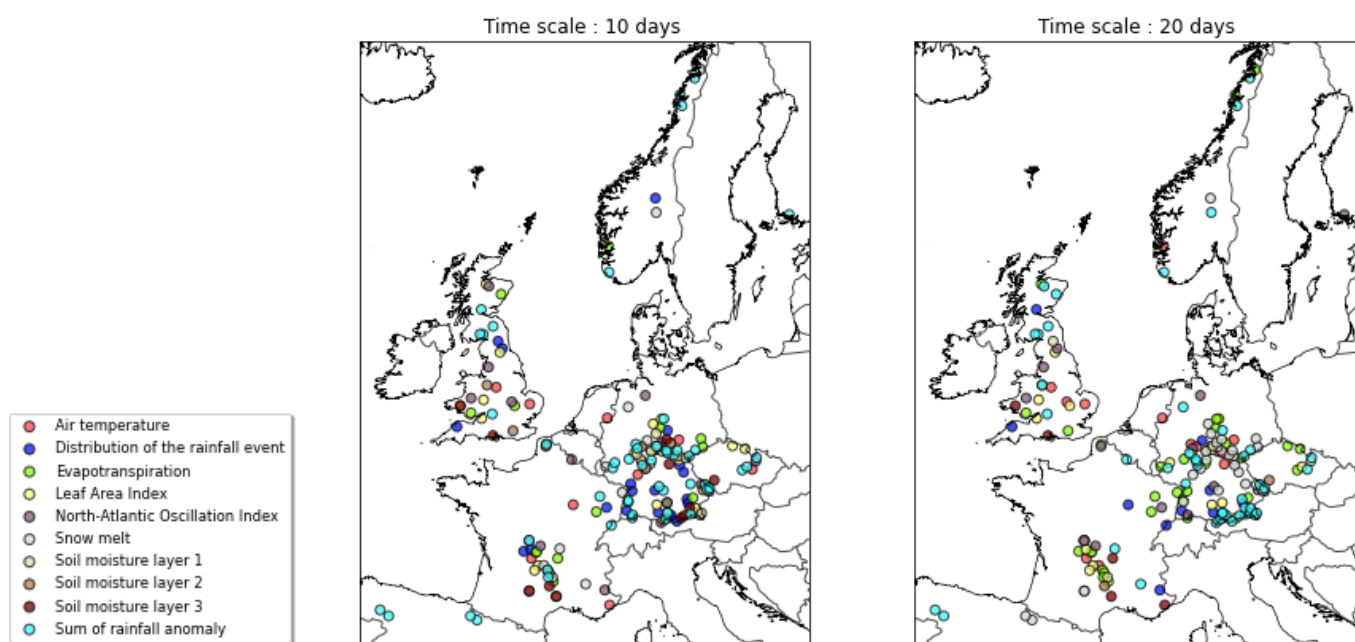 Time scale : 10 days
Time scale : 20 days
Air temperature
Distribution of the rainfall event
Evapotranspiration
Leaf Area Index
North-Atlantic Oscillation Index
Snow melt
Soil moisture layer 1
Soil moisture layer 2
Soil moisture layer 3
Sum of rainfall anomaly